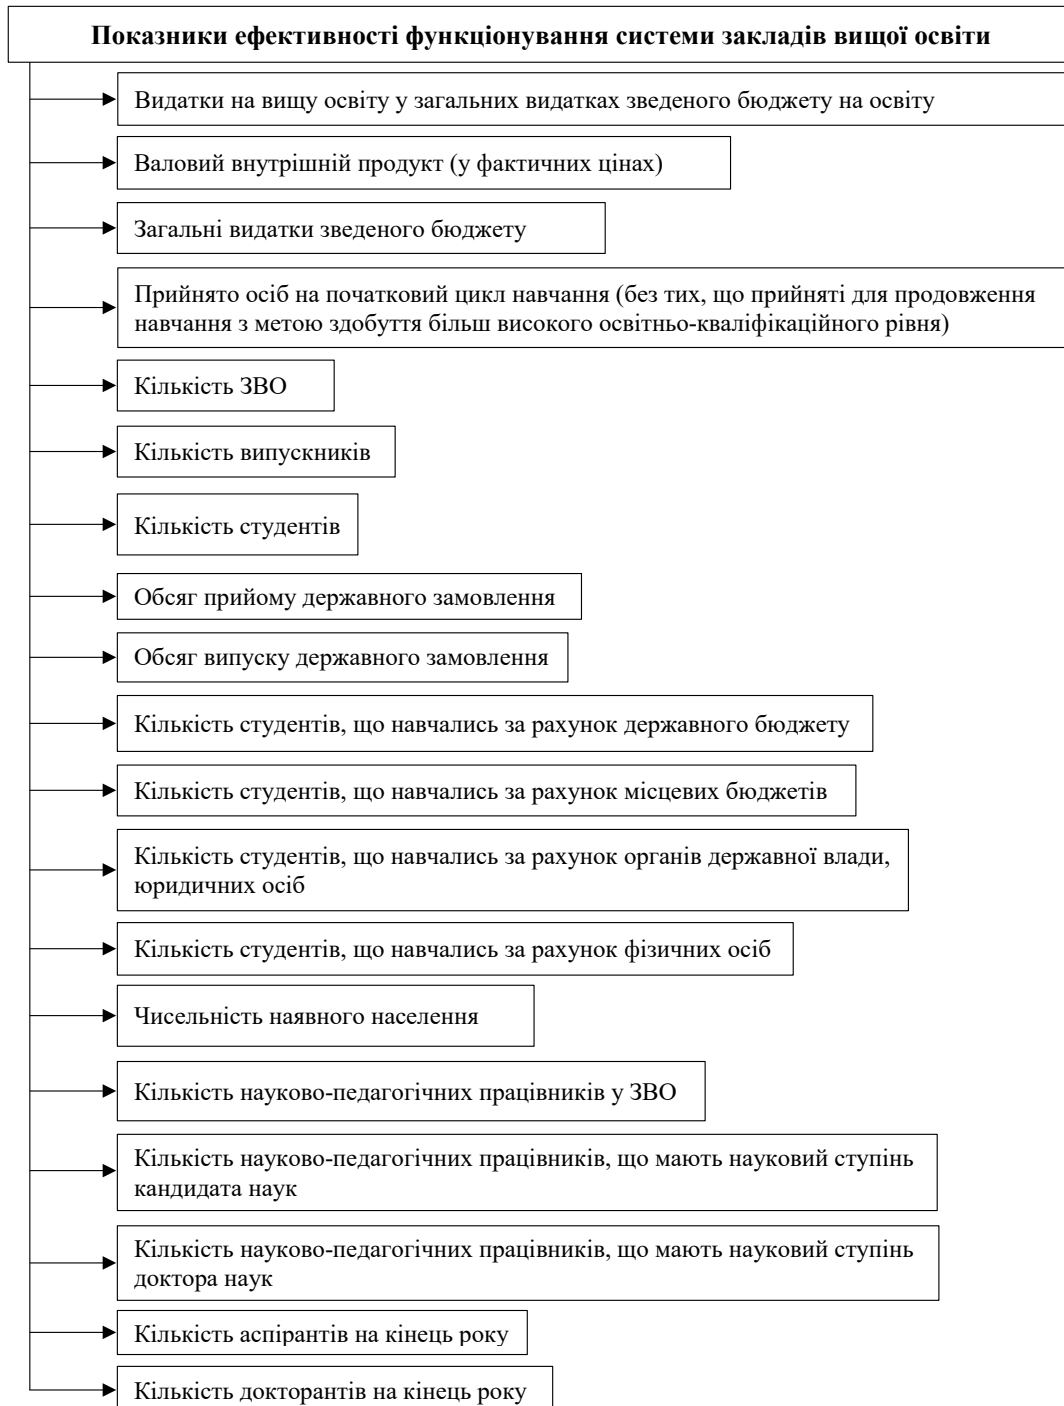 Показники ефективності функціонування системи закладів вищої освіти
Видатки на вищу освіту у загальних видатках зведеного бюджету на освіту
Валовий внутрішній продукт (у фактичних цінах)
Загальні видатки зведеного бюджету
Прийнято осіб на початковий цикл навчання (без тих, що прийняті для продовження
навчання з метою здобуття більш високого освітньо-кваліфікаційного рівня)
Кількість ЗВО
Кількість випускників
Кількість студентів
Обсяг прийому державного замовлення
Обсяг випуску державного замовлення
Кількість студентів, що навчались за рахунок державного бюджету
Кількість студентів, що навчались за рахунок місцевих бюджетів
Кількість студентів, що навчались за рахунок органів державної влади,
юридичних осіб
Кількість студентів, що навчались за рахунок фізичних осіб
Чисельність наявного населення
Кількість науково-педагогічних працівників у ЗВО
Кількість науково-педагогічних працівників, що мають науковий ступінь
кандидата наук
Кількість науково-педагогічних працівників, що мають науковий ступінь
доктора наук
Кількість аспірантів на кінець року
Кількість докторантів на кінець року